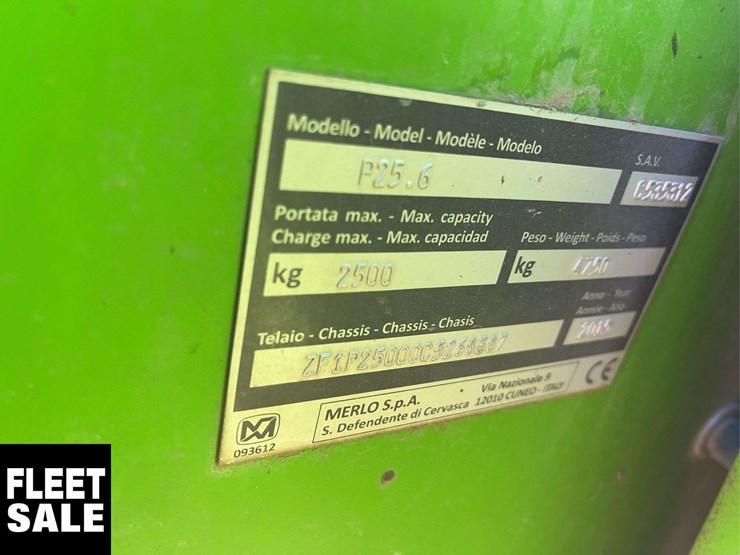 Modello - Model - Modèle - Modelo
P25.6
S.A.V.
Portata max. - Max. capacity
Charge max. - Max. capacidad
kg 2500
Peso - Weight - Poids - Peso
kg 4750
Telaio - Chassis - Chassis - Chasis
Anno - Year
Année - Año
2015
MERLO S.p.A. Via Nazionale 9
S. Defendente di Cervasca 12010 CUNEO - ITALY
CE
093612
FLEET
SALE